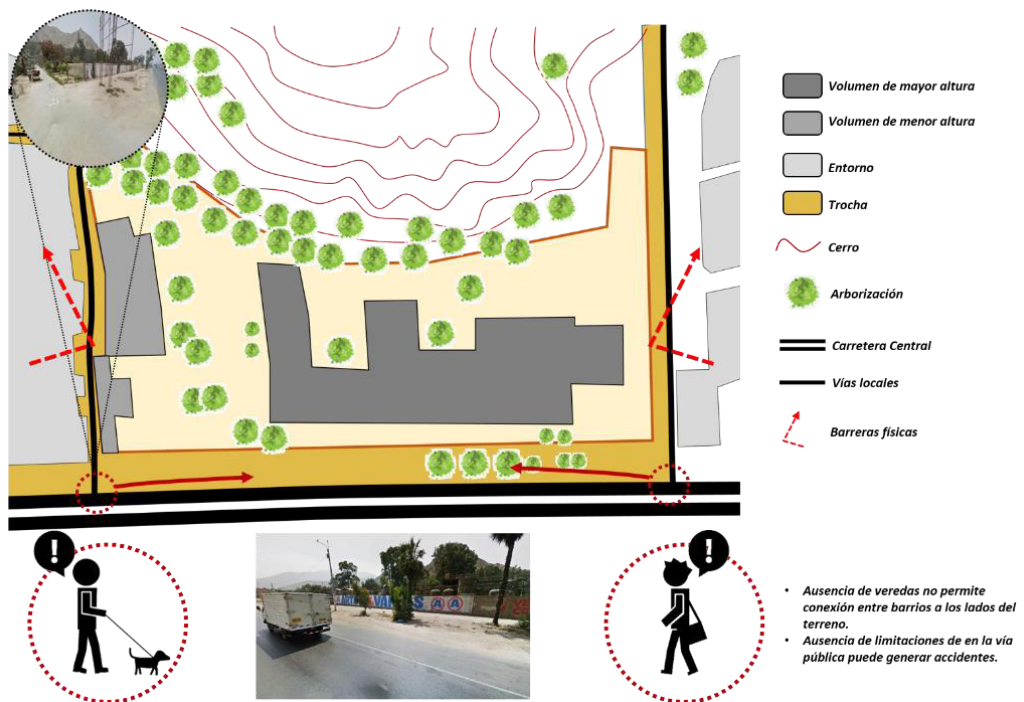 Volumen de mayor altura
Volumen de menor altura
Entorno
Trocha
Cerro
Arborización
Carretera Central
Vías locales
Barreras físicas
!
!
A
A
• Ausencia de veredas no permite
conexión entre barrios a los lados del
terreno.
• Ausencia de limitaciones de en la vía
pública puede generar accidentes.